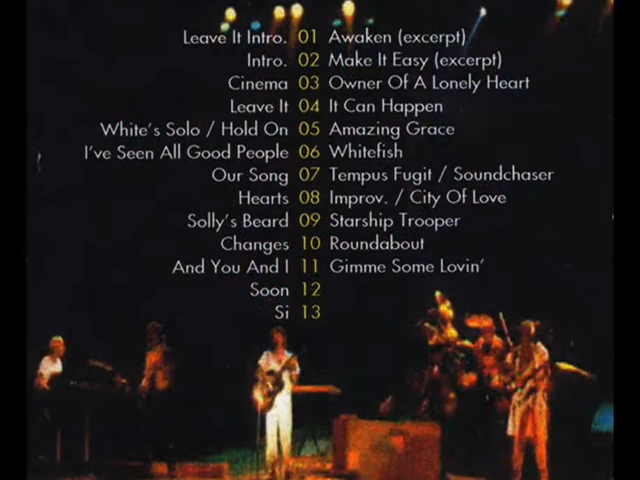 Leave It Intro. 01 Awaken (excerpt)
Intro. 02 Make It Easy (excerpt)
Cinema 03 Owner Of A Lonely Heart
Leave It 04 It Can Happen
White's Solo / Hold On 05 Amazing Grace
I've Seen All Good People 06 Whitefish
Our Song 07 Tempus Fugit / Soundchaser
Hearts 08 Improv. / City Of Love
Solly's Beard 09 Starship Trooper
Changes 10 Roundabout
And You And I 11 Gimme Some Lovin'
Soon 12
Si 13